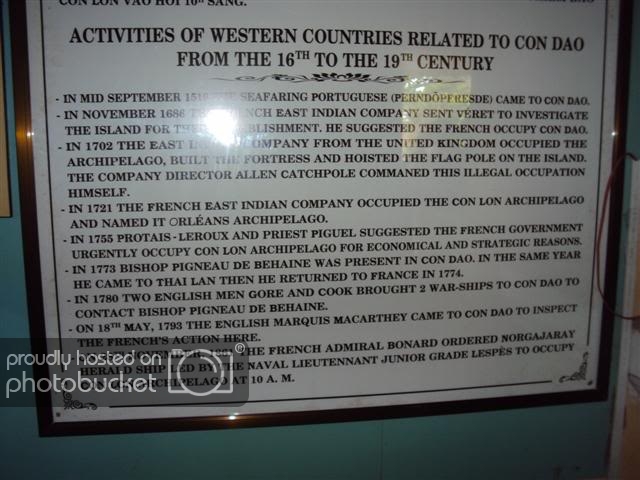 CON LON VAO HOI 10TH SANG.
ACTIVITIES OF WESTERN COUNTRIES RELATED TO CON DAO
FROM THE 16TH TO THE 19TH CENTURY
- IN MID SEPTEMBER SEAFARING PORTUGUESE (PERNDÖPERESDE) CAME TO CON DAO.
- IN NOVEMBER 1686 EAST INDIAN COMPANY SENT VÉRET TO INVESTIGATE
THE ISLAND FOR HE SUGGESTED THE FRENCH OCCUPY CON DAO.
- IN 1702 THE EAST COMPANY FROM THE UNITED KINGDOM OCCUPIED THE
ARCHIPELAGO, BUILT THE FORTRESS AND HOISTED THE FLAG POLE ON THE ISLAND.
THE COMPANY DIRECTOR ALLEN CATCHPOLE COMMANED THIS ILLEGAL OCCUPATION
HIMSELF.
- IN 1721 THE FRENCH EAST INDIAN COMPANY OCCUPIED THE CON LON ARCHIPELAGO
AND NAMED IT ORLÉANS ARCHIPELAGO.
- IN 1755 PROTAIS - LEROUX AND PRIEST PIGUEL SUGGESTED THE FRENCH GOVERNMENT
URGENTLY OCCUPY CON LON ARCHIPELAGO FOR ECONOMICAL AND STRATEGIC REASONS.
- IN 1773 BISHOP PIGNEAU DE BEHAINE WAS PRESENT IN CON DAO. IN THE SAME YEAR
HE CAME TO THAI LAN THEN HE RETURNED TO FRANCE IN 1774.
- IN 1780 TWO ENGLISH MEN GORE AND COOK BROUGHT 2 WAR-SHIPS TO CON DAO TO
CONTACT BISHOP PIGNEAU DE BEHAINE.
- ON 18TH MAY, 1793 THE ENGLISH MARQUIS MACARTHEY CAME TO CON DAO TO INSPECT
THE FRENCH'S ACTION HERE.
THE FRENCH ADMIRAL BONARD ORDERED NORGAJARAY
HERALD SHIP LED BY THE NAVAL LIEUTENNANT JUNIOR GRADE LESPÈS TO OCCUPY
ARCHIPELAGO AT 10 A. M.
proudly hosted on
photobucket